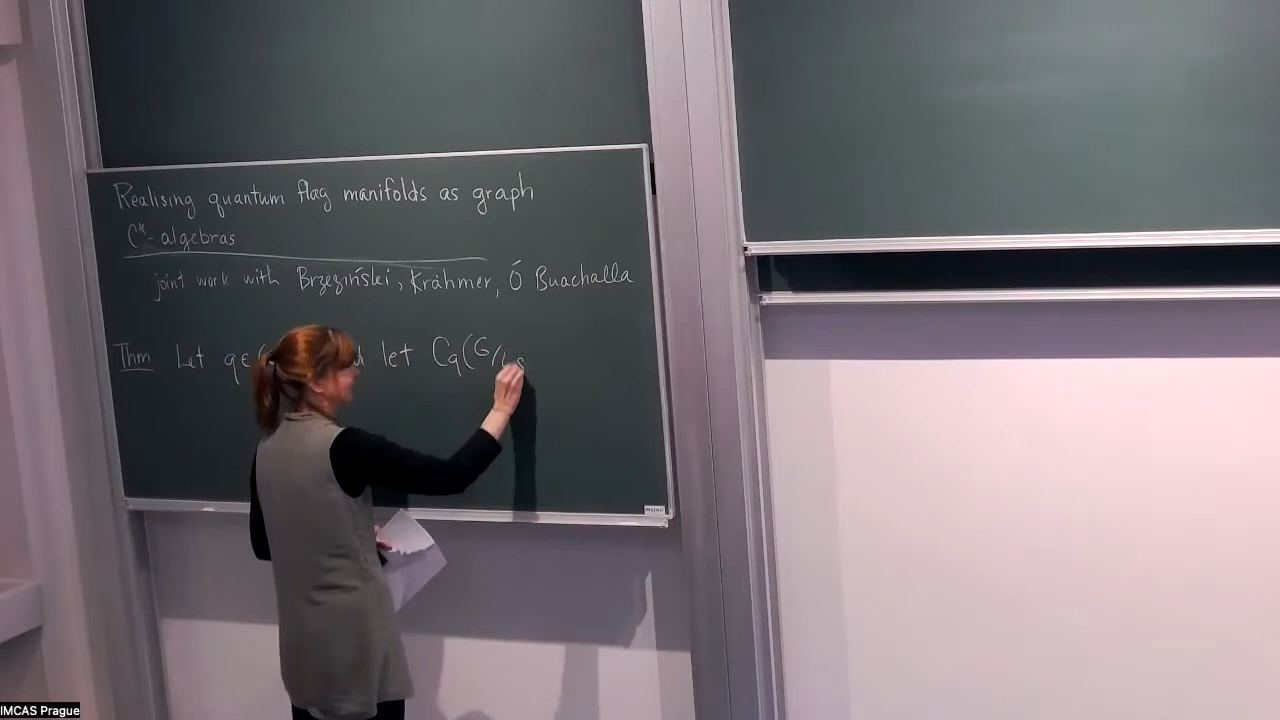 Realising quantum flag manifolds as graph
C*-algebras
joint work with Brzeziński, Krähmer, Ó Buachalla
Thm Let q∈ let Cq(G/L
IMCAS Prague